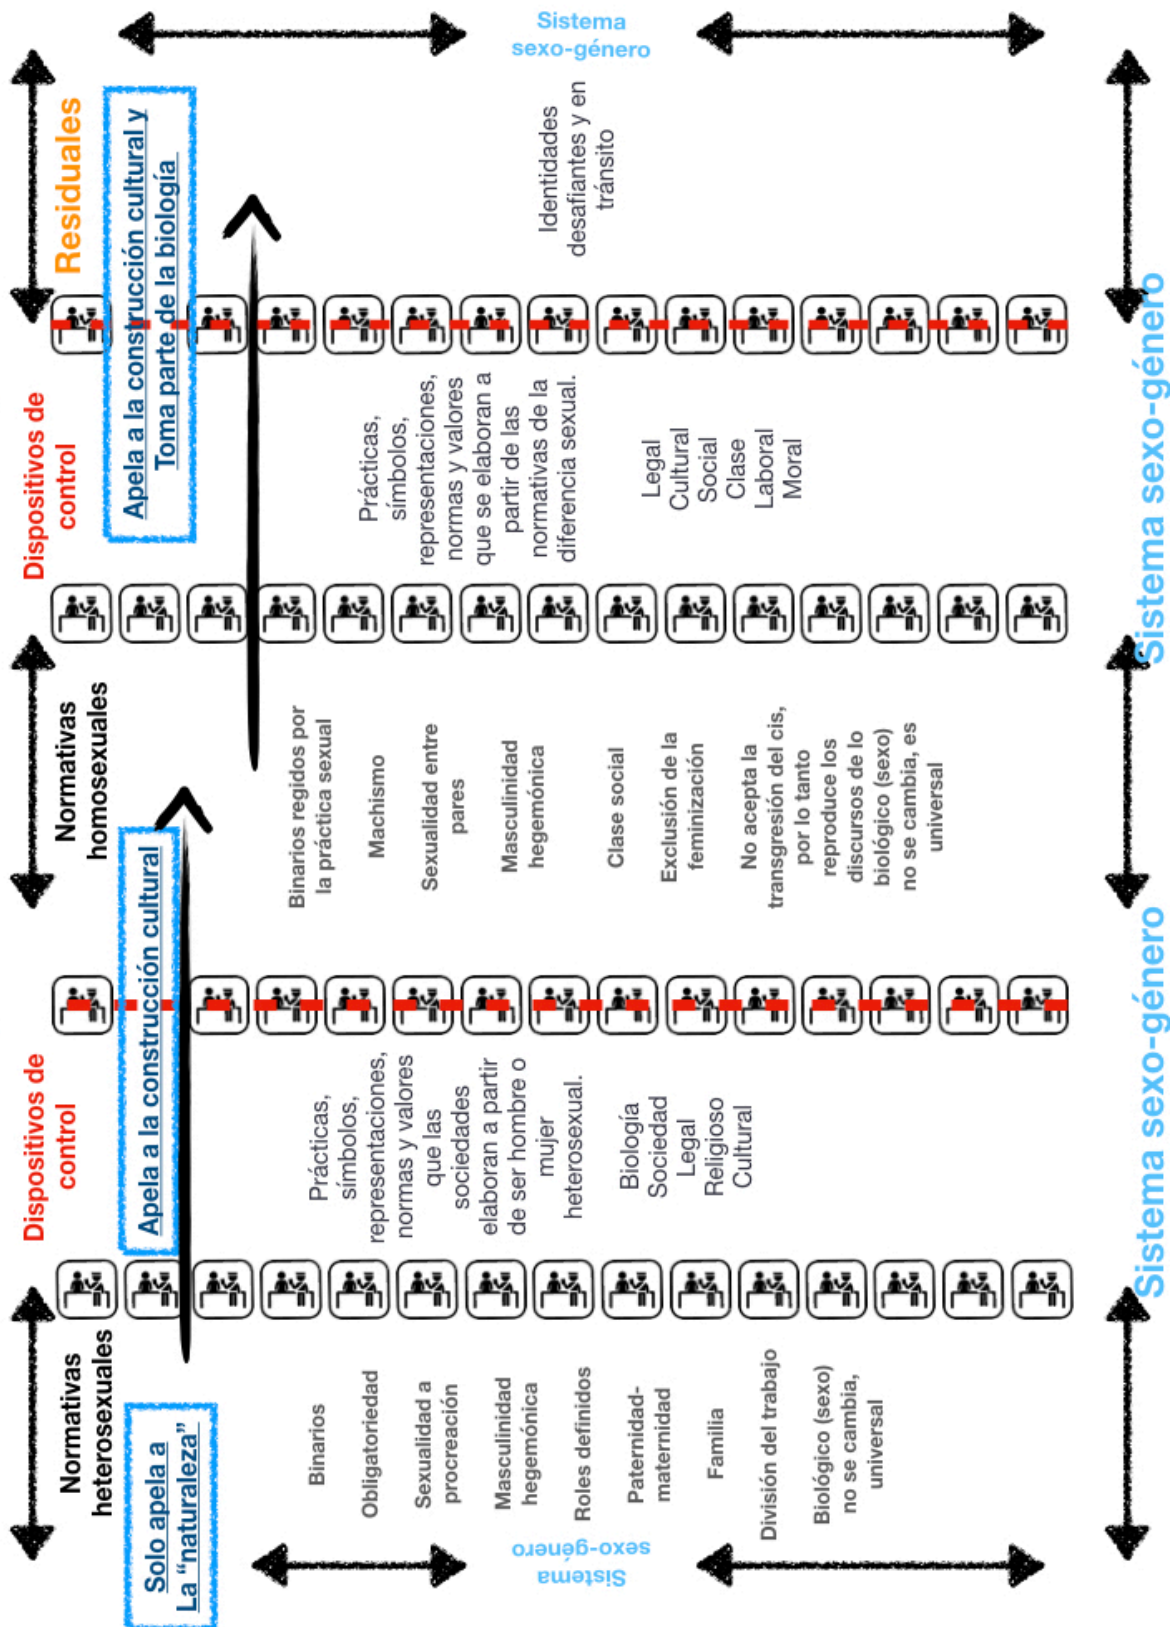 Sistema
sexo-género
Solo apela a
La “naturaleza”
Normativas
heterosexuales
Binarios
Obligatoriedad
Sexualidad a
procreación
Masculinidad
hegemónica
Roles definidos
Paternidad-
maternidad
Familia
División del trabajo
Biológico (sexo)
no se cambia,
universal
Dispositivos de
control
Apela a la construcción cultural
Prácticas,
símbolos,
representaciones,
normas y valores
que las
sociedades
elaboran a partir
de ser hombre o
mujer
heterosexual.
Biología
Sociedad
Legal
Religioso
Cultural
Normativas
homosexuales
Binarios regidos por
la práctica sexual
Machismo
Sexualidad entre
pares
Masculinidad
hegemónica
Clase social
Exclusión de la
feminización
No acepta la
transgresión del cis,
por lo tanto
reproduce los
discursos de lo
biológico (sexo)
no se cambia, es
universal
Dispositivos de
control
Apela a la construcción cultural y
Toma parte de la biología
Prácticas,
símbolos,
representaciones,
normas y valores
que se elaboran a
partir de las
normativas de la
diferencia sexual.
Legal
Cultural
Social
Clase
Laboral
Moral
Residuales
Identidades
desafiantes y en
tránsito
Sistema
sexo-género
Sistema sexo-género
Sistema sexo-género